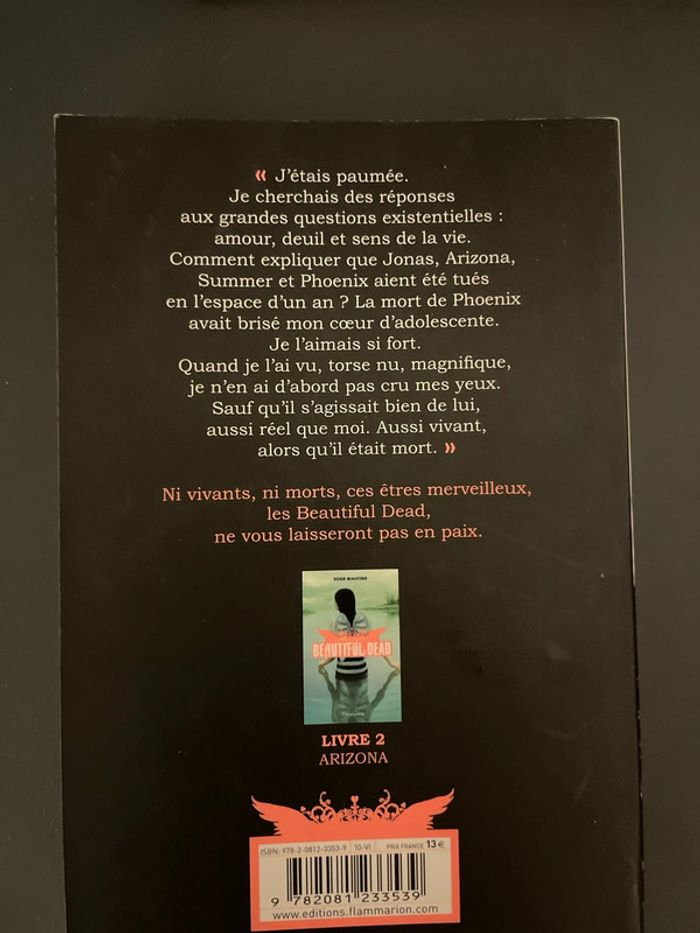 « J'étais paumée.
Je cherchais des réponses
aux grandes questions existentielles :
amour, deuil et sens de la vie.
Comment expliquer que Jonas, Arizona,
Summer et Phoenix aient été tués
en l'espace d'un an ? La mort de Phoenix
avait brisé mon cœur d'adolescente.
Je l'aimais si fort.
Quand je l'ai vu, torse nu, magnifique,
je n'en ai d'abord pas cru mes yeux.
Sauf qu'il s'agissait bien de lui,
aussi réel que moi. Aussi vivant,
alors qu'il était mort. »
Ni vivants, ni morts, ces êtres merveilleux,
les Beautiful Dead,
ne vous laisseront pas en paix.
EDEN MAGUIRE
BEAUTIFUL DEAD
LIVRE 2
ARIZONA
ISBN: 978-2-0812-3353-9 10-VI PRIX FRANCE 13 €
9 782081 233539
www.editions.flammarion.com